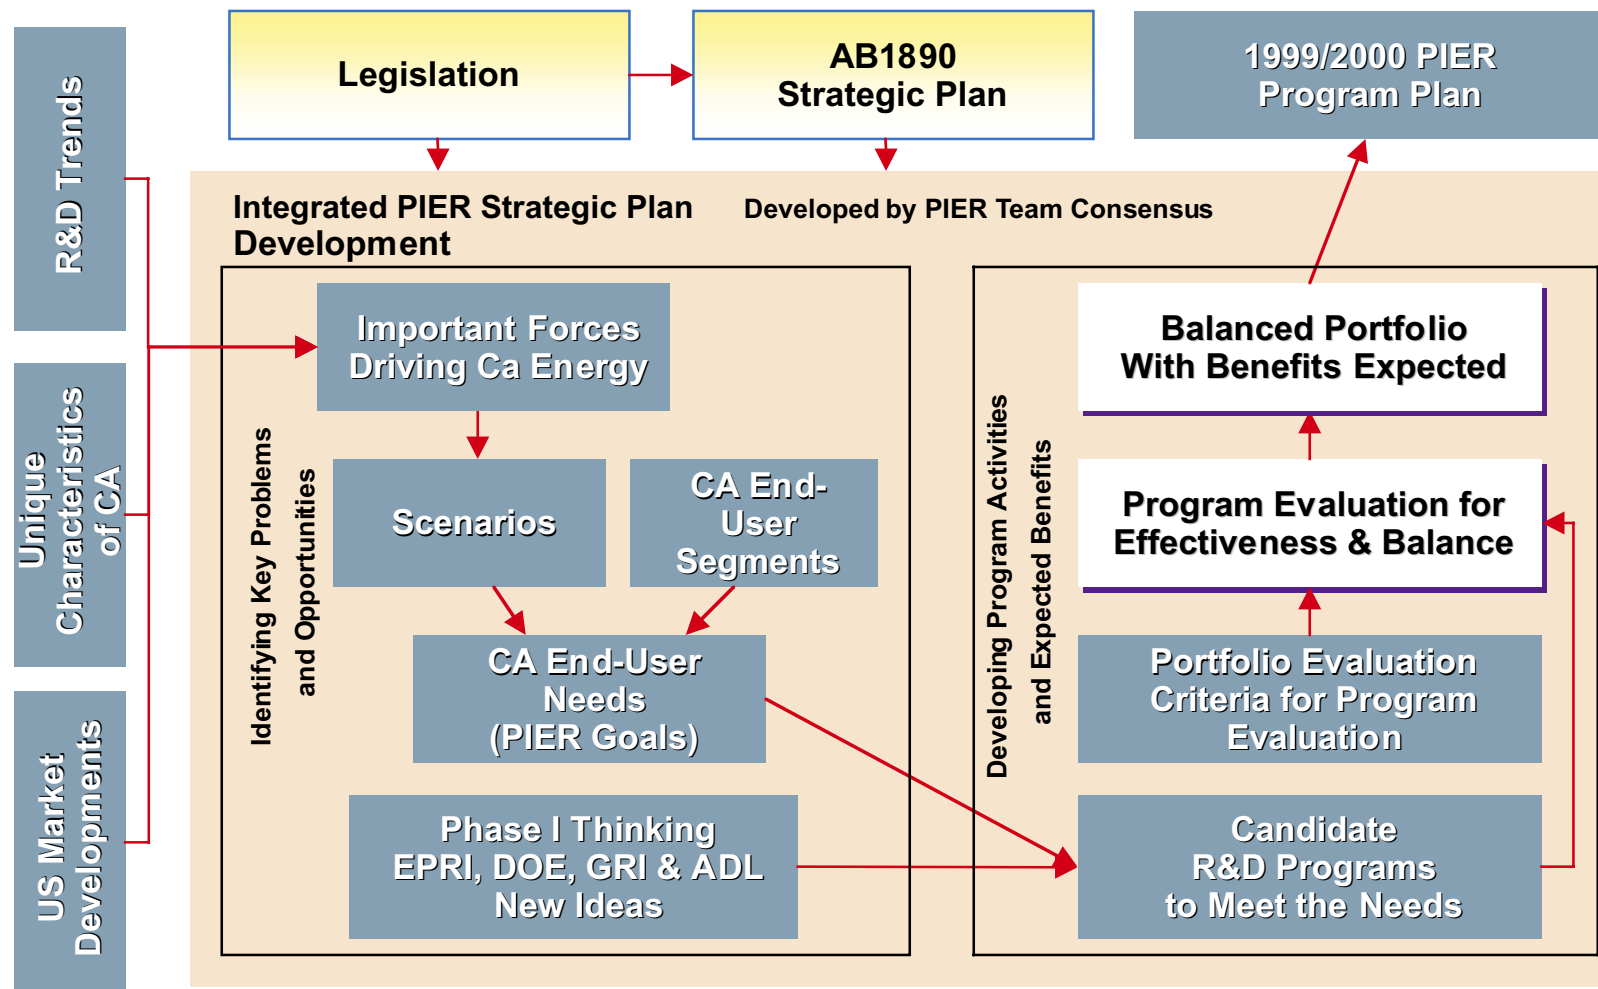 Legislation
AB1890
Strategic Plan
1999/2000 PIER
Program Plan
R&D Trends
Unique
Characteristics
of CA
US Market
Developments
Integrated PIER Strategic Plan
Development
Developed by PIER Team Consensus
Identifying Key Problems
and Opportunities
Important Forces
Driving Ca Energy
Scenarios
CA End-
User
Segments
CA End-User
Needs
(PIER Goals)
Phase I Thinking
EPRI, DOE, GRI & ADL
New Ideas
Developing Program Activities
and Expected Benefits
Balanced Portfolio
With Benefits Expected
Program Evaluation for
Effectiveness & Balance
Portfolio Evaluation
Criteria for Program
Evaluation
Candidate
R&D Programs
to Meet the Needs